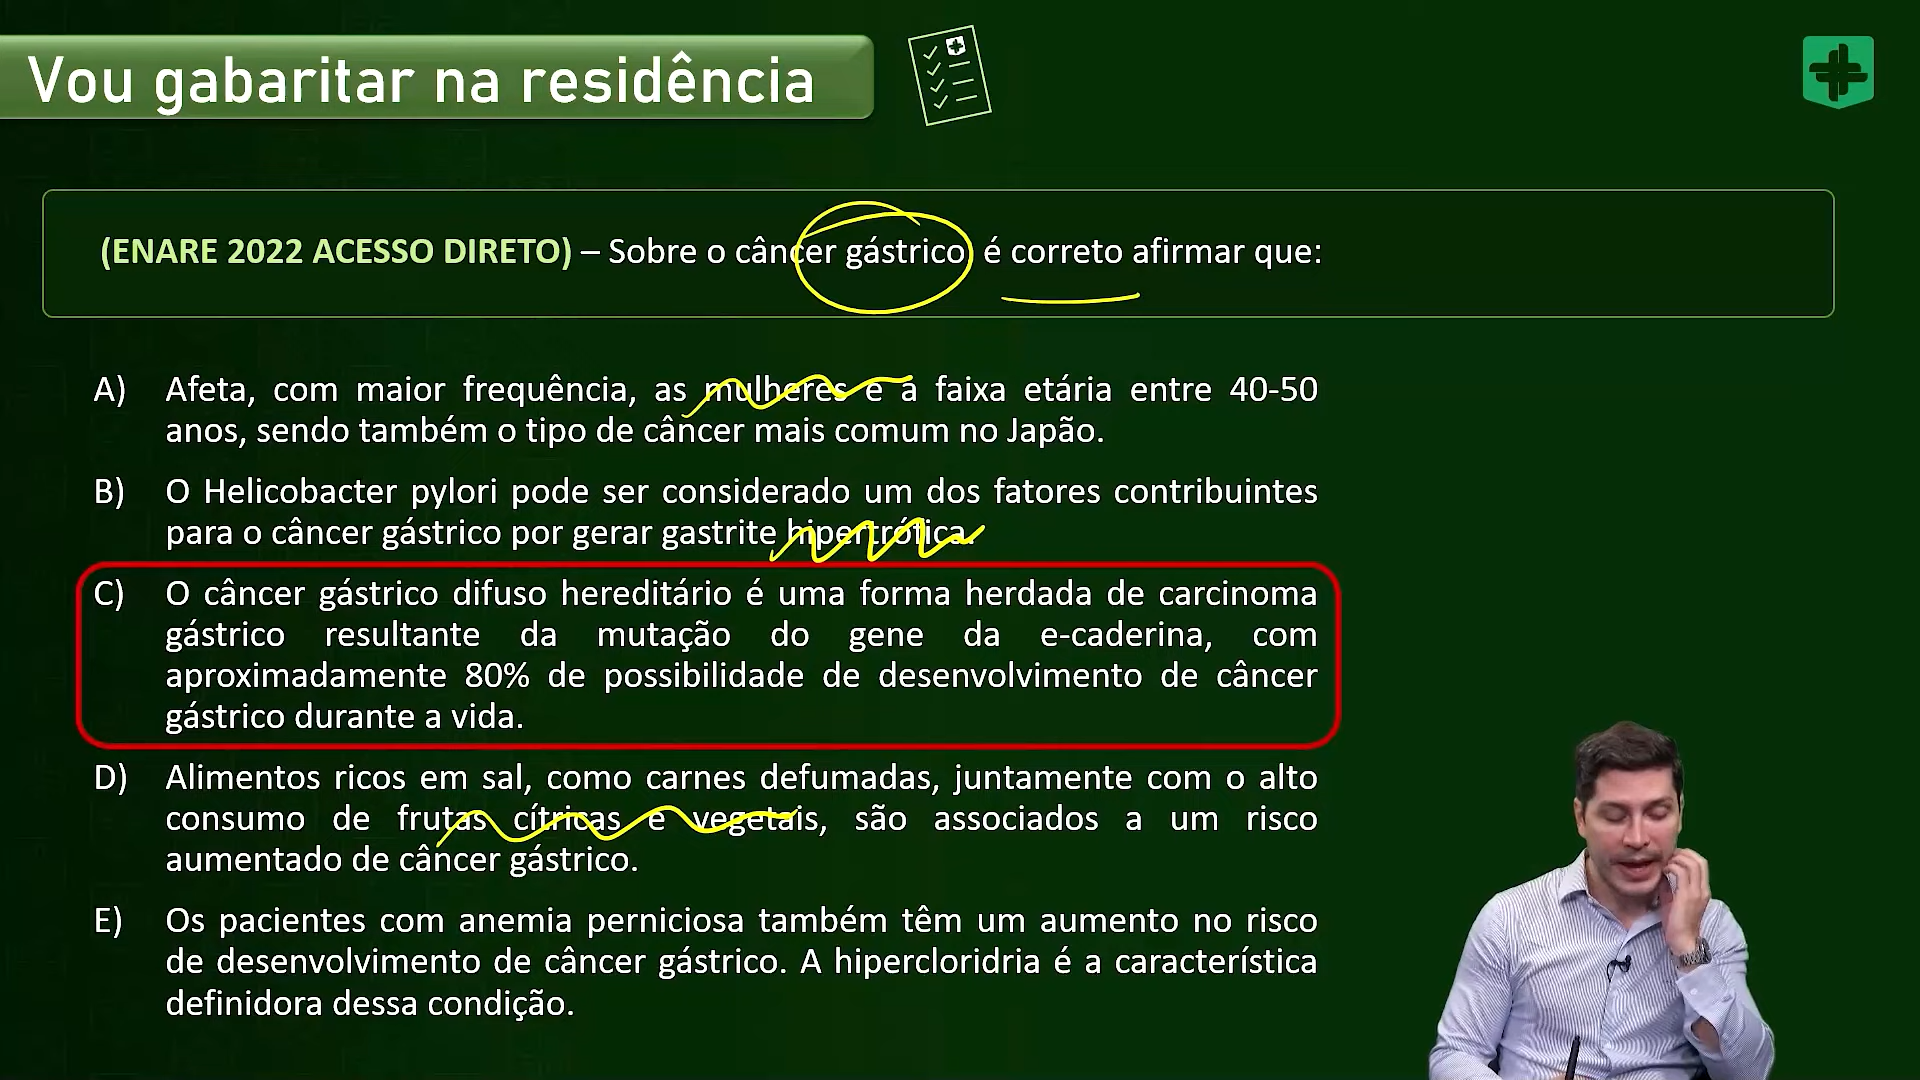 Vou gabaritar na residência
(ENARE 2022 ACESSO DIRETO) – Sobre o câncer gástrico, é correto afirmar que:
A) Afeta, com maior frequência, as mulheres e a faixa etária entre 40-50
anos, sendo também o tipo de câncer mais comum no Japão.
B) O Helicobacter pylori pode ser considerado um dos fatores contribuintes
para o câncer gástrico por gerar gastrite hipertrófica.
C) O câncer gástrico difuso hereditário é uma forma herdada de carcinoma
gástrico resultante da mutação do gene da e-caderina, com
aproximadamente 80% de possibilidade de desenvolvimento de câncer
gástrico durante a vida.
D) Alimentos ricos em sal, como carnes defumadas, juntamente com o alto
consumo de frutas cítricas e vegetais, são associados a um risco
aumentado de câncer gástrico.
E) Os pacientes com anemia perniciosa também têm um aumento no risco
de desenvolvimento de câncer gástrico. A hipercloridria é a característica
definidora dessa condição.